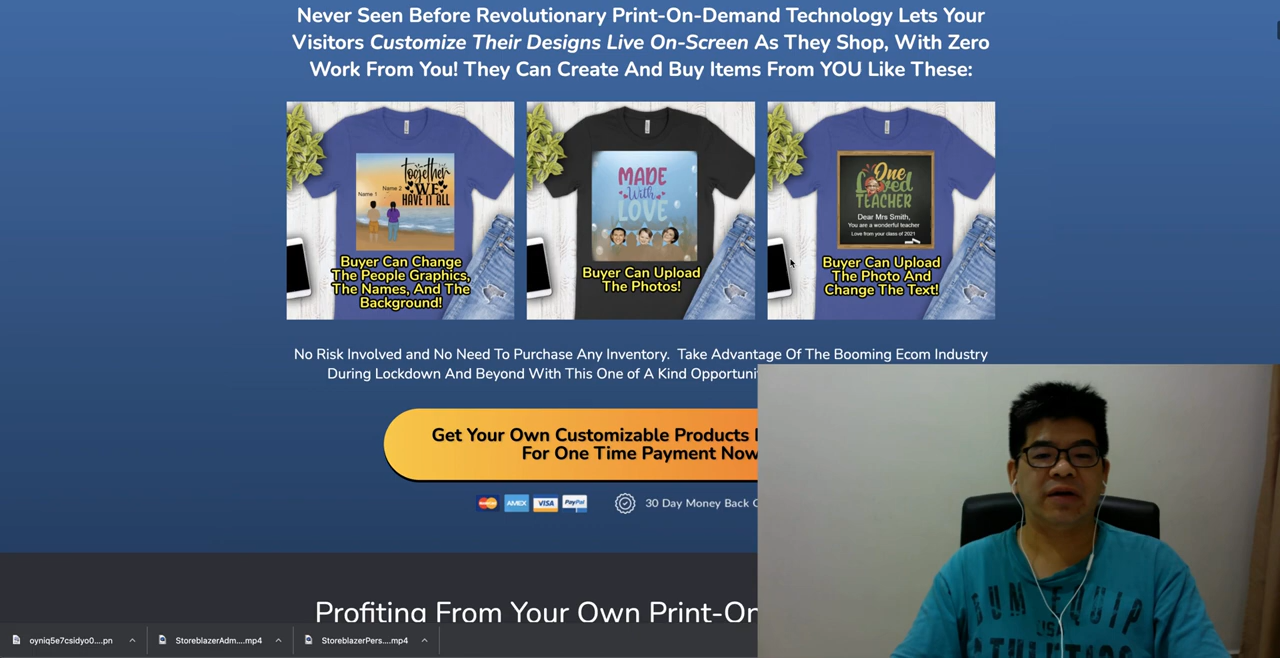 Never Seen Before Revolutionary Print-On-Demand Technology Lets Your
Visitors Customize Their Designs Live On-Screen As They Shop, With Zero
Work From You! They Can Create And Buy Items From YOU Like These:
together
WE
HAVE IT ALL
Name 1
Name 2
Buyer Can Change
The People Graphics,
The Names, And The
Background!
MADE
With
LOVE
Buyer Can Upload
The Photos!
One
TEACHER
Dear Mrs Smith,
You are a wonderful teacher
Love from your class of 2021
Buyer Can Upload
The Photo And
Change The Text!
No Risk Involved and No Need To Purchase Any Inventory. Take Advantage Of The Booming Ecom Industry
During Lockdown And Beyond With This One of A Kind
Get Your Own Customizable Products
For One Time Payment Now
AMEX
VISA
PayPal
30 Day Money Back
Profiting From Your Own
oyniq5e7csidyo0....pn
StoreblazerAdm....mp4
StoreblazerPers....mp4